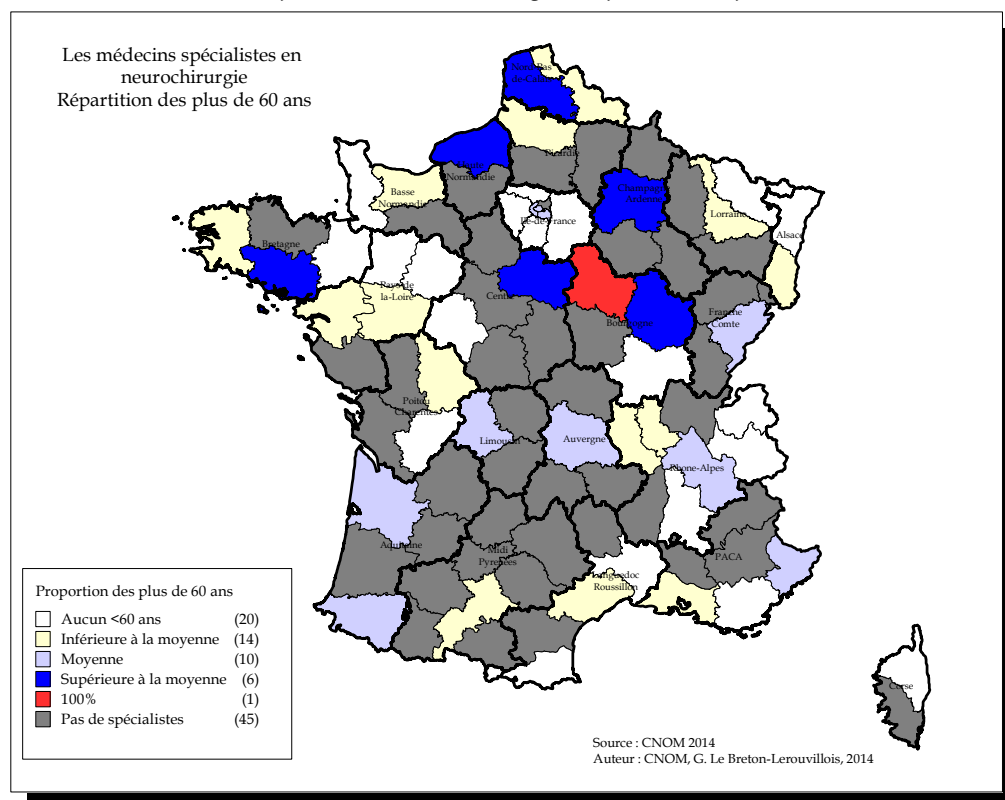 Les médecins spécialistes en
neurochirurgie
Répartition des plus de 60 ans
Nord-Pas
de-Calais
Picardie
Haute
Normandie
Basse
Normandie
Champagne
Ardenne
Lorraine
Ile-de-France
Alsace
Bretagne
Pays de
la-Loire
Centre
Bourgogne
Franche
Comte
Poitou
Charentes
Limousin
Auvergne
Rhone-Alpes
Aquitaine
Midi
Pyrénées
PACA
Languedoc
Roussillon
Corse
Proportion des plus de 60 ans
Aucun <60 ans (20)
Inférieure à la moyenne (14)
Moyenne (10)
Supérieure à la moyenne (6)
100% (1)
Pas de spécialistes (45)
Source : CNOM 2014
Auteur : CNOM, G. Le Breton-Lerouvillois, 2014